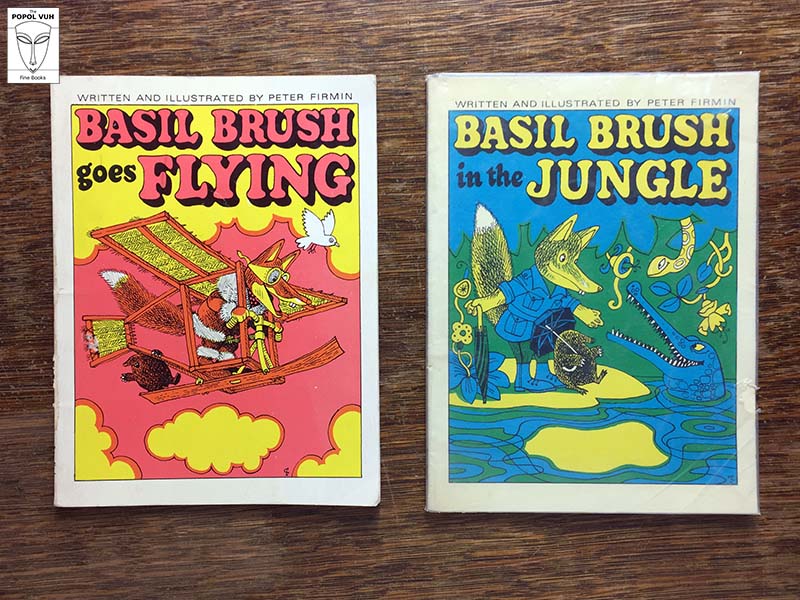 The
POPOL VUH
Fine Books
WRITTEN AND ILLUSTRATED BY PETER FIRMIN
BASIL BRUSH
goes FLYING
WRITTEN AND ILLUSTRATED BY PETER FIRMIN
BASIL BRUSH
in the JUNGLE